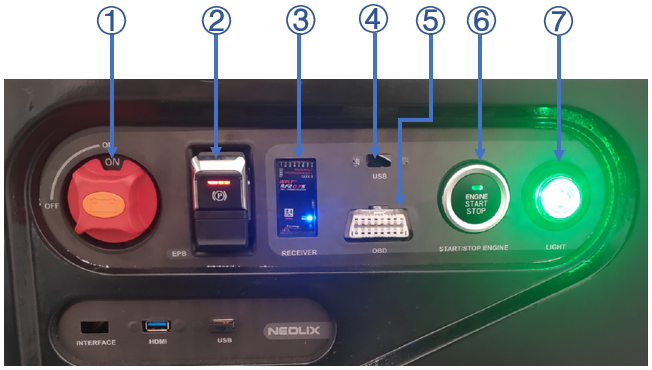 ① ② ③ ④ ⑤ ⑥ ⑦
ON
ON
OFF
EPB
RECEIVER
USB
OBD
ENGINE
START
STOP
START/STOP ENGINE
LIGHT
INTERFACE
HDMI
USB
NEOLIX